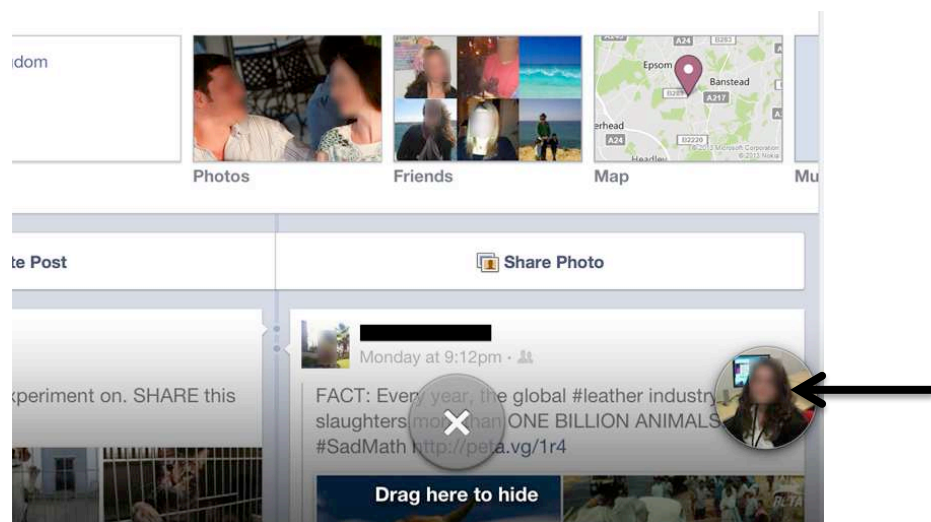 dom
A24
Epsom
Banstead
A217
erhead
A24
B2220
Headley
© 2013 Microsoft Corporation
© 2013 Nokia
Photos
Friends
Map
Mu
te Post
Share Photo
Monday at 9:12pm ·
xperiment on. SHARE this
FACT: Every year, the global #leather industry
slaughters more than ONE BILLION ANIMALS
#SadMath http://peta.vg/1r4
Drag here to hide
PETA